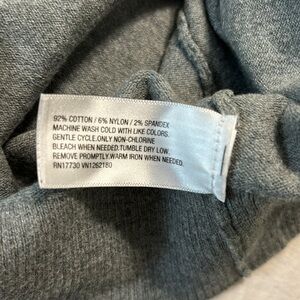 92% COTTON / 6% NYLON / 2% SPANDEX
MACHINE WASH COLD WITH LIKE COLORS.
GENTLE CYCLE.ONLY NON-CHLORINE
BLEACH WHEN NEEDED.TUMBLE DRY LOW.
REMOVE PROMPTLY.WARM IRON WHEN NEEDED.
RN17730 VN1262180